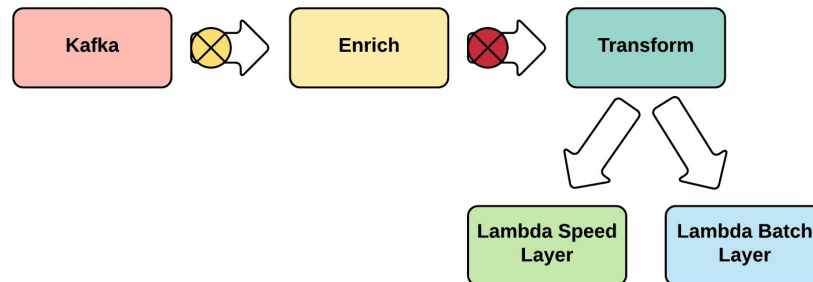 Kafka
Enrich
Transform
Lambda Speed
Layer
Lambda Batch
Layer